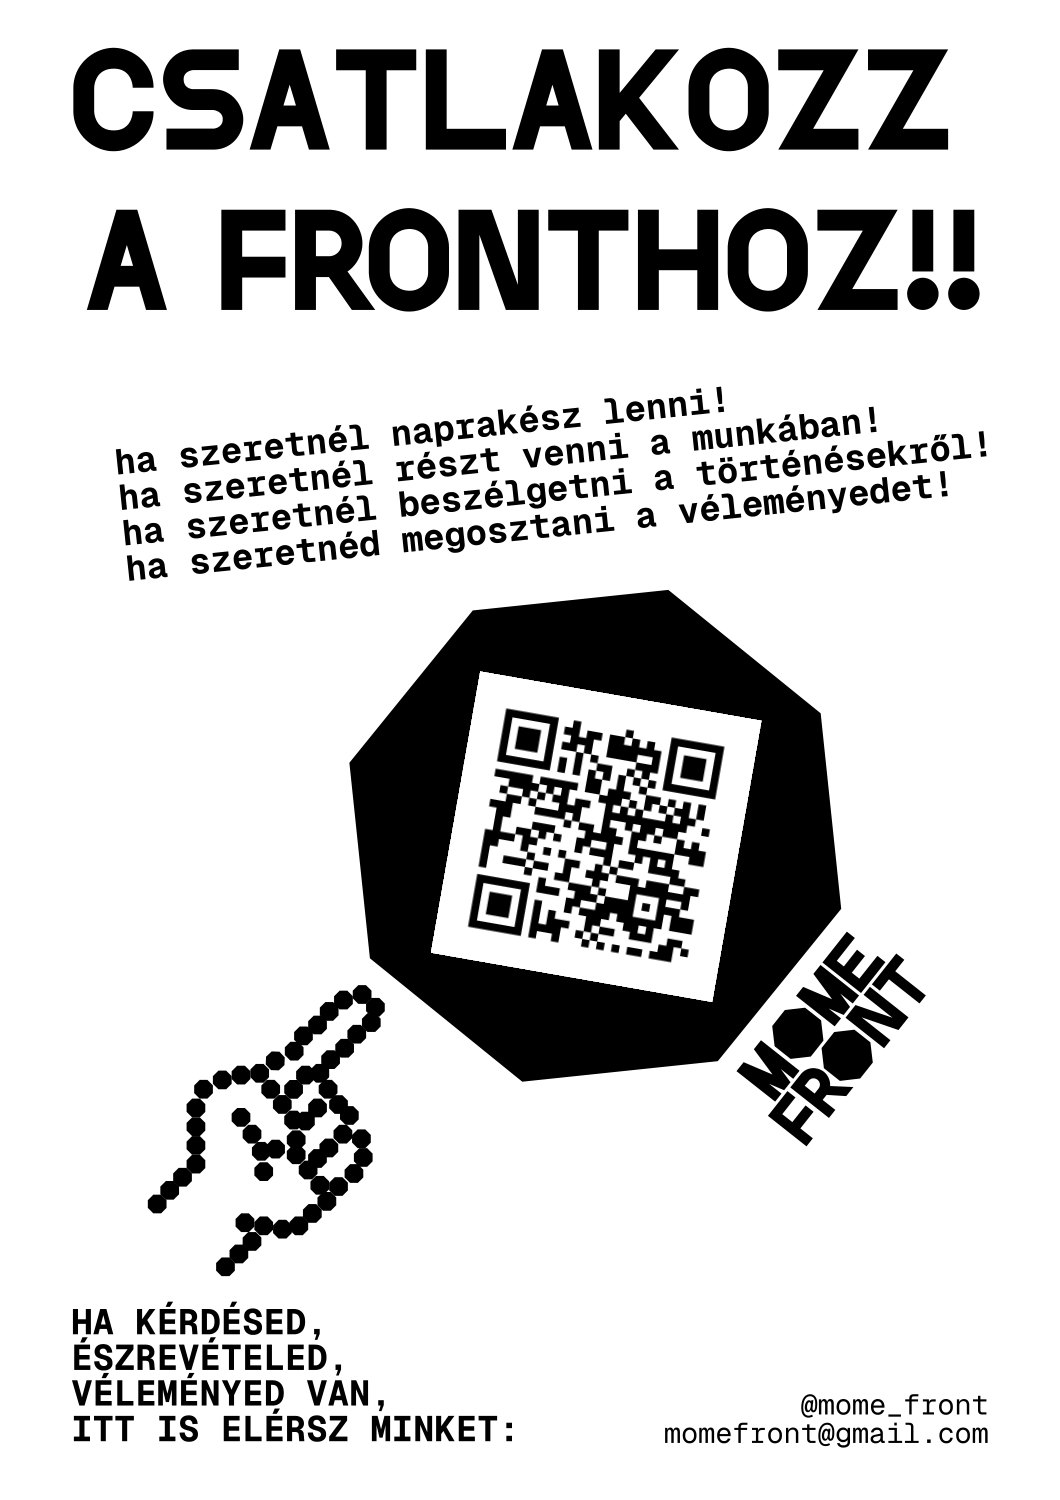 CSATLAKOZZ
A FRONTHOZ!!
ha szeretnél naprakész lenni!
ha szeretnél részt venni a munkában!
ha szeretnél beszélgetni a történésekről!
ha szeretnéd megosztani a véleményedet!
MOME
FRONT
HA KÉRDÉSED,
ÉSZREVÉTELED,
VÉLEMÉNYED VAN,
ITT IS ELÉRSZ MINKET:
@mome_front
momefront@gmail.com